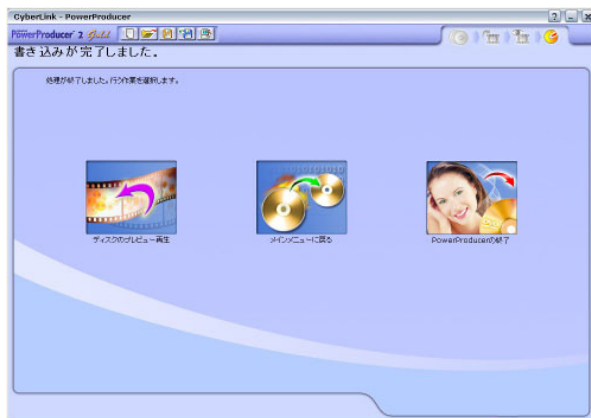 CyberLink - PowerProducer
PowerProducer 2 Gold
書き込みが完了しました。
処理が終了しました。行う作業を選択します。
ディスクのプレビュー再生
メインメニューに戻る
PowerProducerの終了